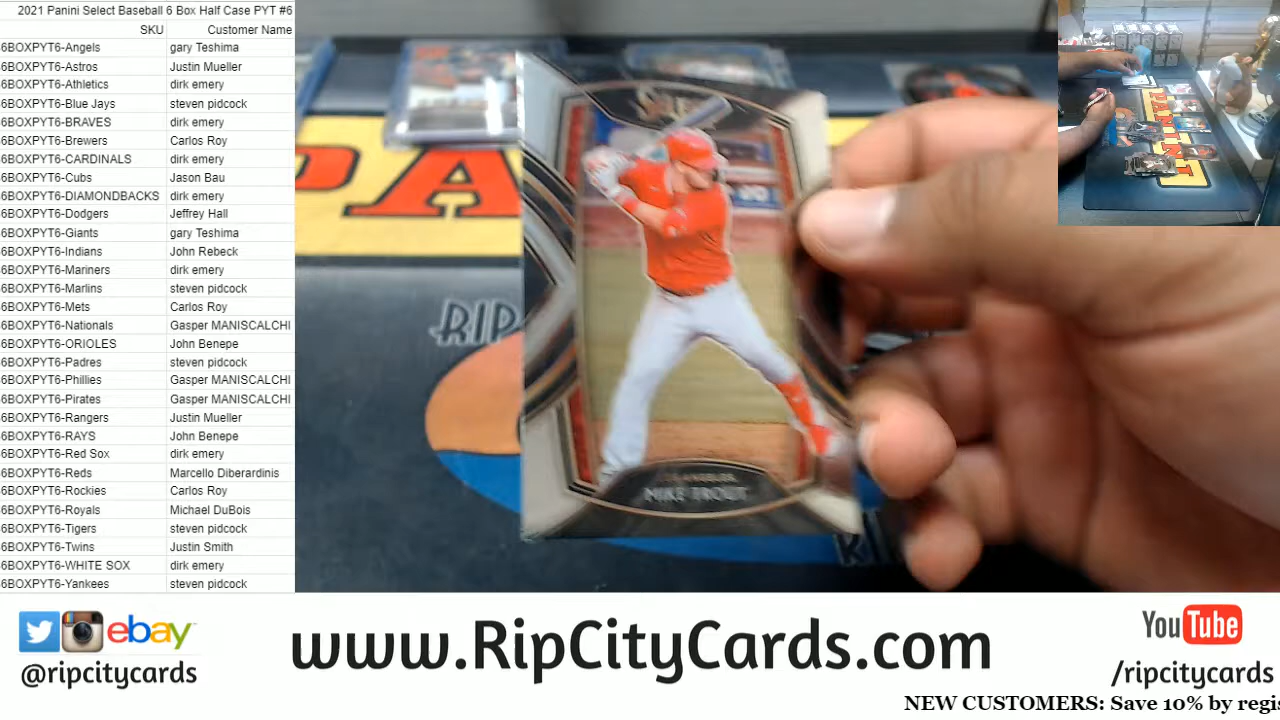 2021 Panini Select Baseball 6 Box Half Case PYT #6
SKU Customer Name
6BOXPYT6-Angels gary Teshima
6BOXPYT6-Astros Justin Mueller
6BOXPYT6-Athletics dirk emery
6BOXPYT6-Blue Jays steven pidcock
6BOXPYT6-BRAVES dirk emery
6BOXPYT6-Brewers Carlos Roy
6BOXPYT6-CARDINALS dirk emery
6BOXPYT6-Cubs Jason Bau
6BOXPYT6-DIAMONDBACKS dirk emery
6BOXPYT6-Dodgers Jeffrey Hall
6BOXPYT6-Giants gary Teshima
6BOXPYT6-Indians John Rebeck
6BOXPYT6-Mariners dirk emery
6BOXPYT6-Marlins steven pidcock
6BOXPYT6-Mets Carlos Roy
6BOXPYT6-Nationals Gasper MANISCALCHI
6BOXPYT6-ORIOLES John Benepe
6BOXPYT6-Padres steven pidcock
6BOXPYT6-Phillies Gasper MANISCALCHI
6BOXPYT6-Pirates Gasper MANISCALCHI
6BOXPYT6-Rangers Justin Mueller
6BOXPYT6-RAYS John Benepe
6BOXPYT6-Red Sox dirk emery
6BOXPYT6-Reds Marcello Diberardinis
6BOXPYT6-Rockies Carlos Roy
6BOXPYT6-Royals Michael DuBois
6BOXPYT6-Tigers steven pidcock
6BOXPYT6-Twins Justin Smith
6BOXPYT6-WHITE SOX dirk emery
6BOXPYT6-Yankees steven pidcock
PA
RIP
SELECT
MIKE TROUT
PANINI
ebay
@ripcitycards
www.RipCityCards.com
YouTube
/ripcitycards
NEW CUSTOMERS: Save 10% by regis